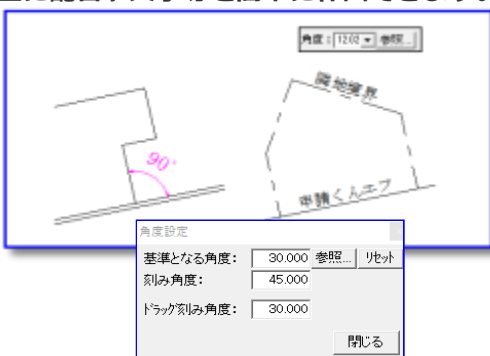 角度： 12.02 参照...
隣地境界
90°
申請くんエフ
角度設定
基準となる角度： 30.000 参照... リセット
刻み角度： 45.000
ドラッグ刻み角度： 30.000
閉じる